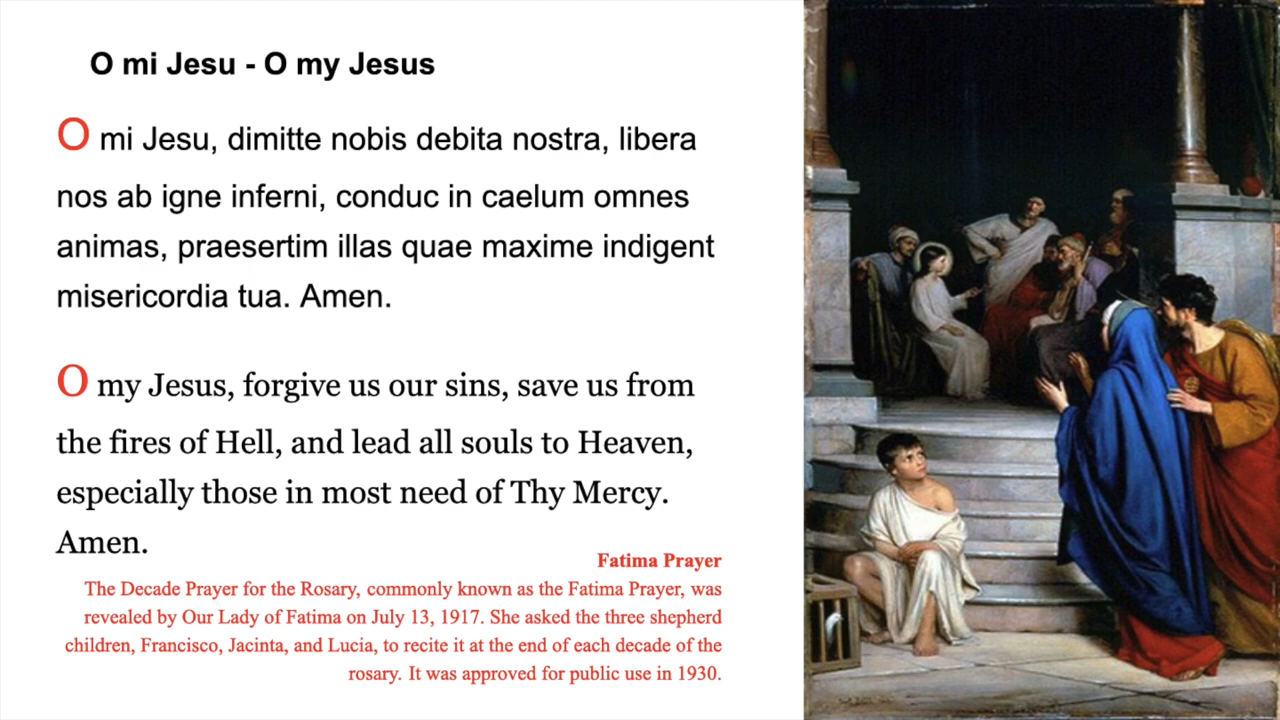 O mi Jesu - O my Jesus
O mi Jesu, dimitte nobis debita nostra, libera
nos ab igne inferni, conduc in caelum omnes
animas, praesertim illas quae maxime indigent
misericordia tua. Amen.
O my Jesus, forgive us our sins, save us from
the fires of Hell, and lead all souls to Heaven,
especially those in most need of Thy Mercy.
Amen.
Fatima Prayer
The Decade Prayer for the Rosary, commonly known as the Fatima Prayer, was
revealed by Our Lady of Fatima on July 13, 1917. She asked the three shepherd
children, Francisco, Jacinta, and Lucia, to recite it at the end of each decade of the
rosary. It was approved for public use in 1930.